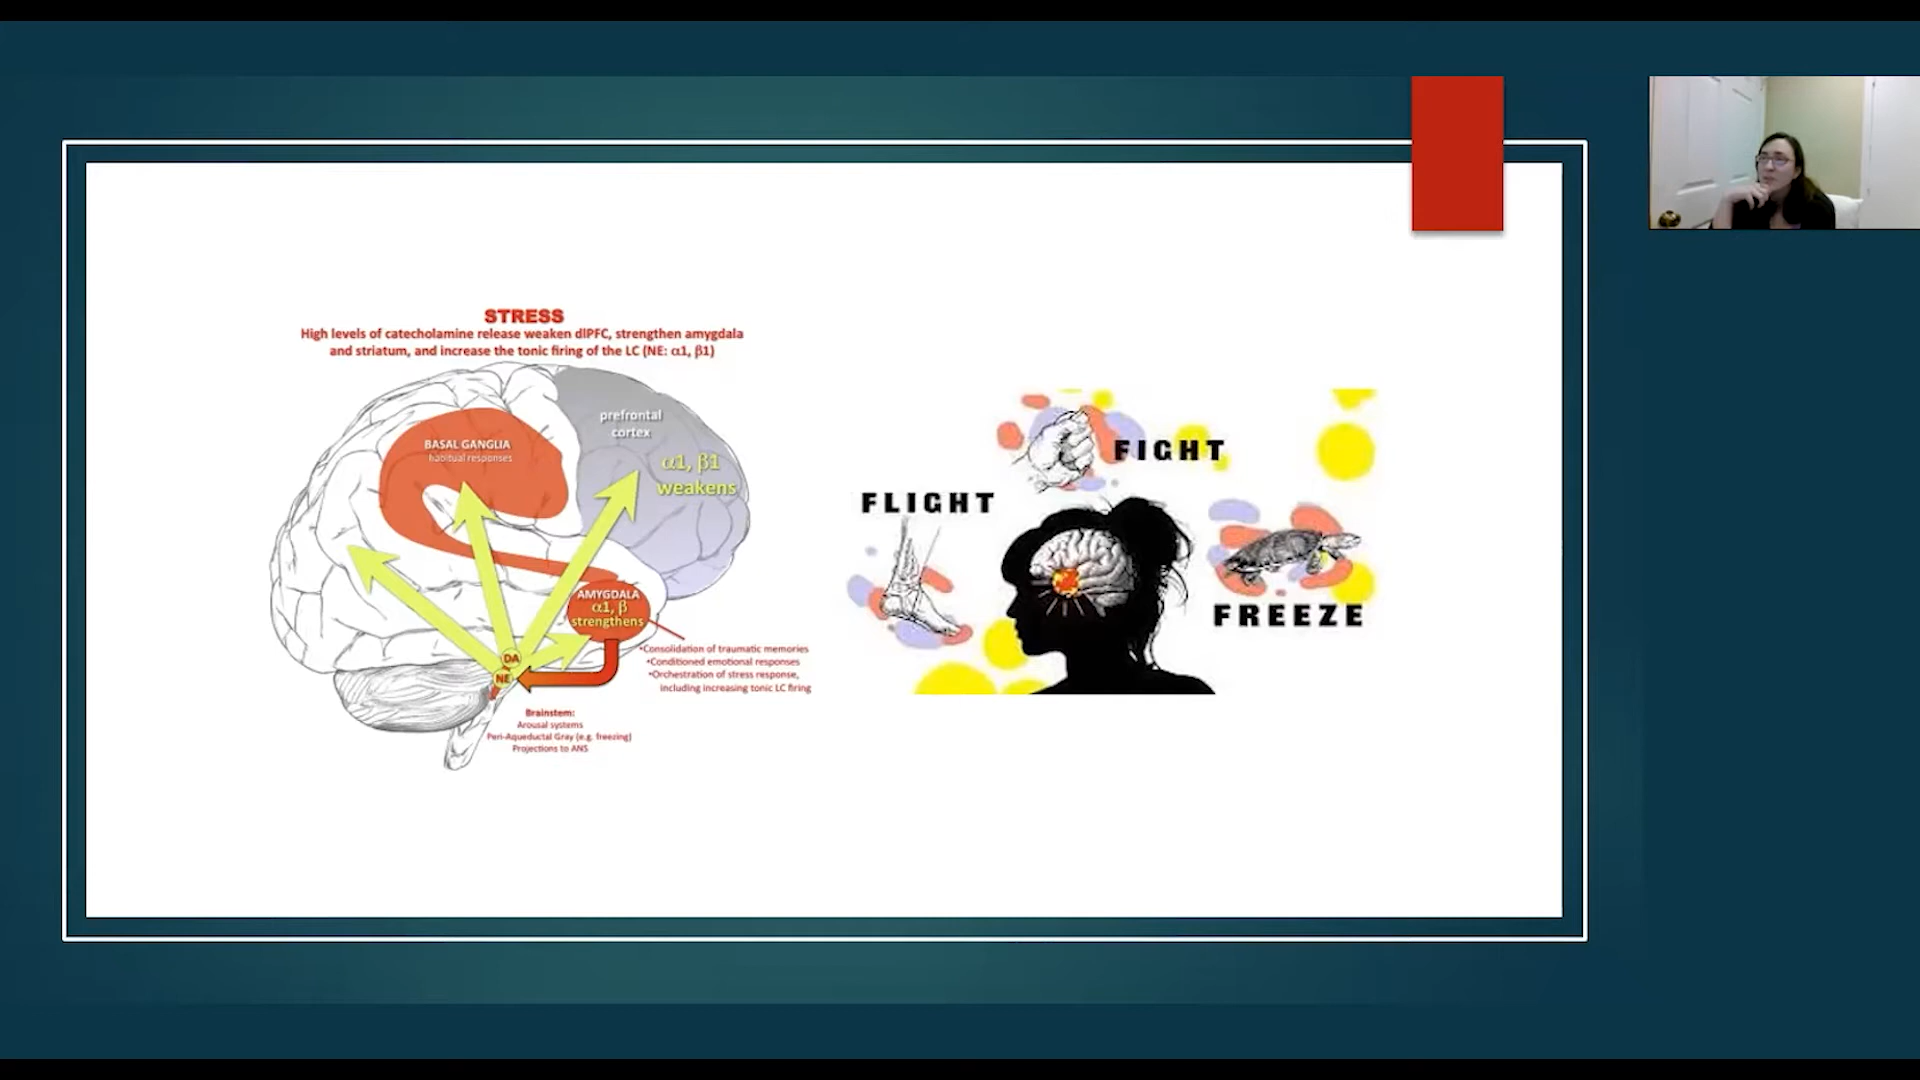 STRESS
High levels of catecholamine release weaken dlPFC, strengthen amygdala
and striatum, and increase the tonic firing of the LC (NE: α1, β1)
prefrontal
cortex
BASAL GANGLIA
habitual responses
α1, β1
weakens
AMYGDALA
α1, β
strengthens
DA
NE
•Consolidation of traumatic memories
•Conditioned emotional responses
•Orchestration of stress response,
including increasing tonic LC firing
Brainstem:
Arousal systems
Peri-Aqueductal Gray (e.g. freezing)
Projections to ANS
FIGHT
FLIGHT
FREEZE